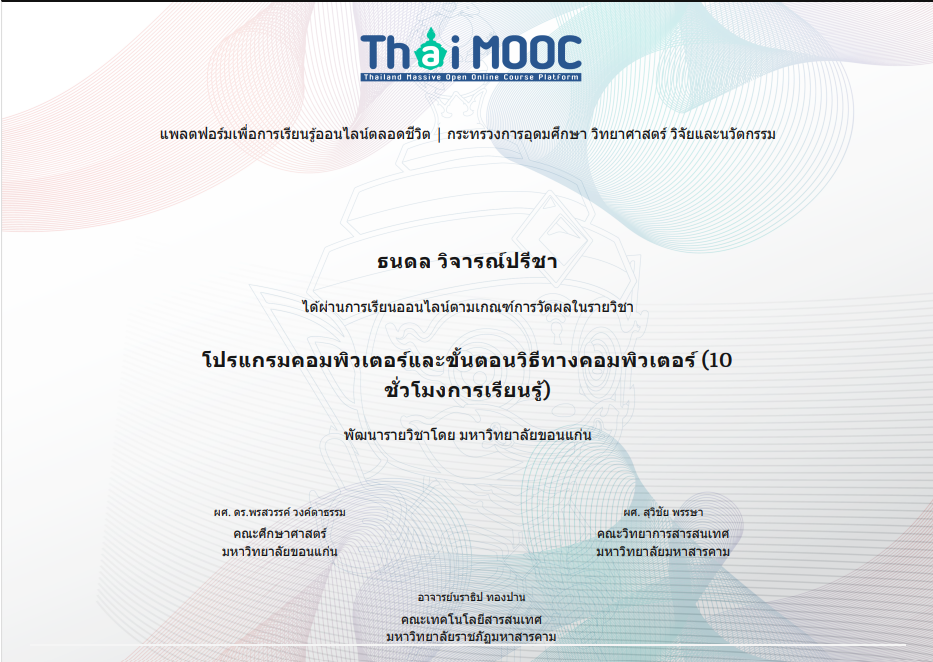 Thai MOOC
Thailand Massive Open Online Course Platform
แพลตฟอร์มเพื่อการเรียนรู้ออนไลน์ตลอดชีวิต | กระทรวงการอุดมศึกษา วิทยาศาสตร์ วิจัยและนวัตกรรม
ธนดล วิจารณ์ปรีชา
ได้ผ่านการเรียนออนไลน์ตามเกณฑ์การวัดผลในรายวิชา
โปรแกรมคอมพิวเตอร์และขั้นตอนวิธีทางคอมพิวเตอร์ (10
ชั่วโมงการเรียนรู้)
พัฒนารายวิชาโดย มหาวิทยาลัยขอนแก่น
ผศ. ดร.พรสวรรค์ วงค์ตาธรรม
คณะศึกษาศาสตร์
มหาวิทยาลัยขอนแก่น
ผศ. สุวิชัย พรรษา
คณะวิทยาการสารสนเทศ
มหาวิทยาลัยมหาสารคาม
อาจารย์นราธิป ทองปาน
คณะเทคโนโลยีสารสนเทศ
มหาวิทยาลัยราชภัฏมหาสารคาม